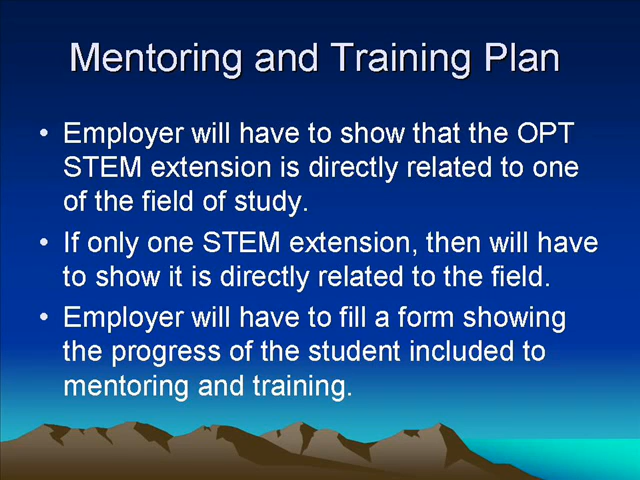 Mentoring and Training Plan
• Employer will have to show that the OPT
STEM extension is directly related to one
of the field of study.
• If only one STEM extension, then will have
to show it is directly related to the field.
• Employer will have to fill a form showing
the progress of the student included to
mentoring and training.